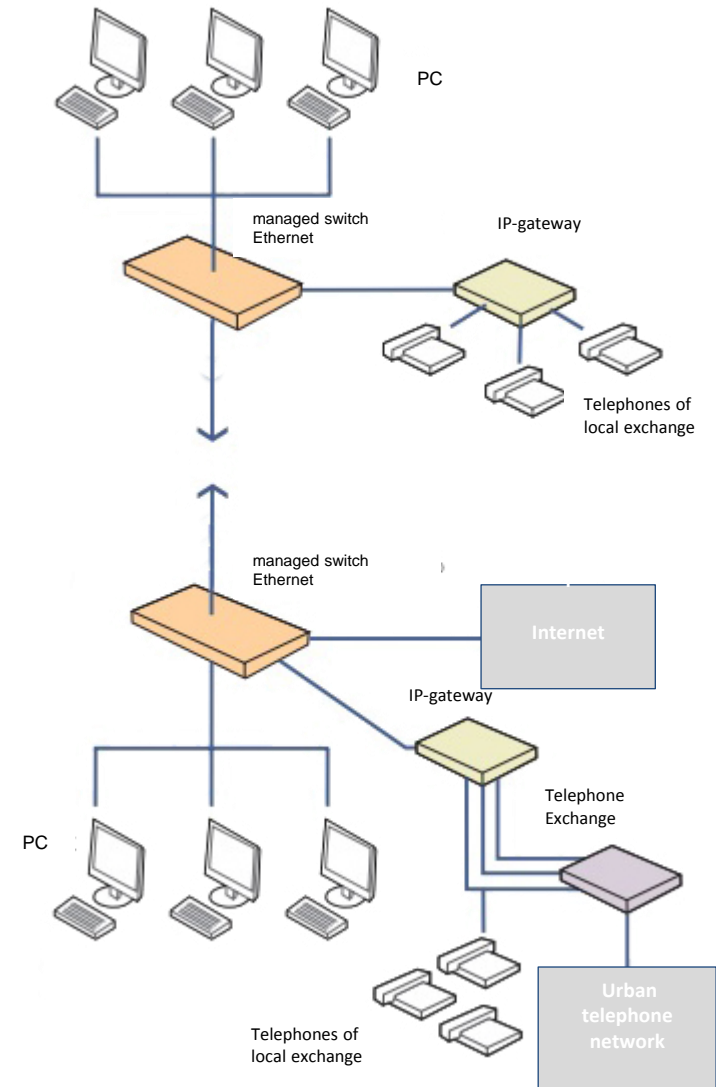 PC
managed switch
Ethernet
IP-gateway
Telephones of
local exchange
managed switch
Ethernet
Internet
IP-gateway
Telephone
Exchange
PC
Urban
telephone
network
Telephones of
local exchange